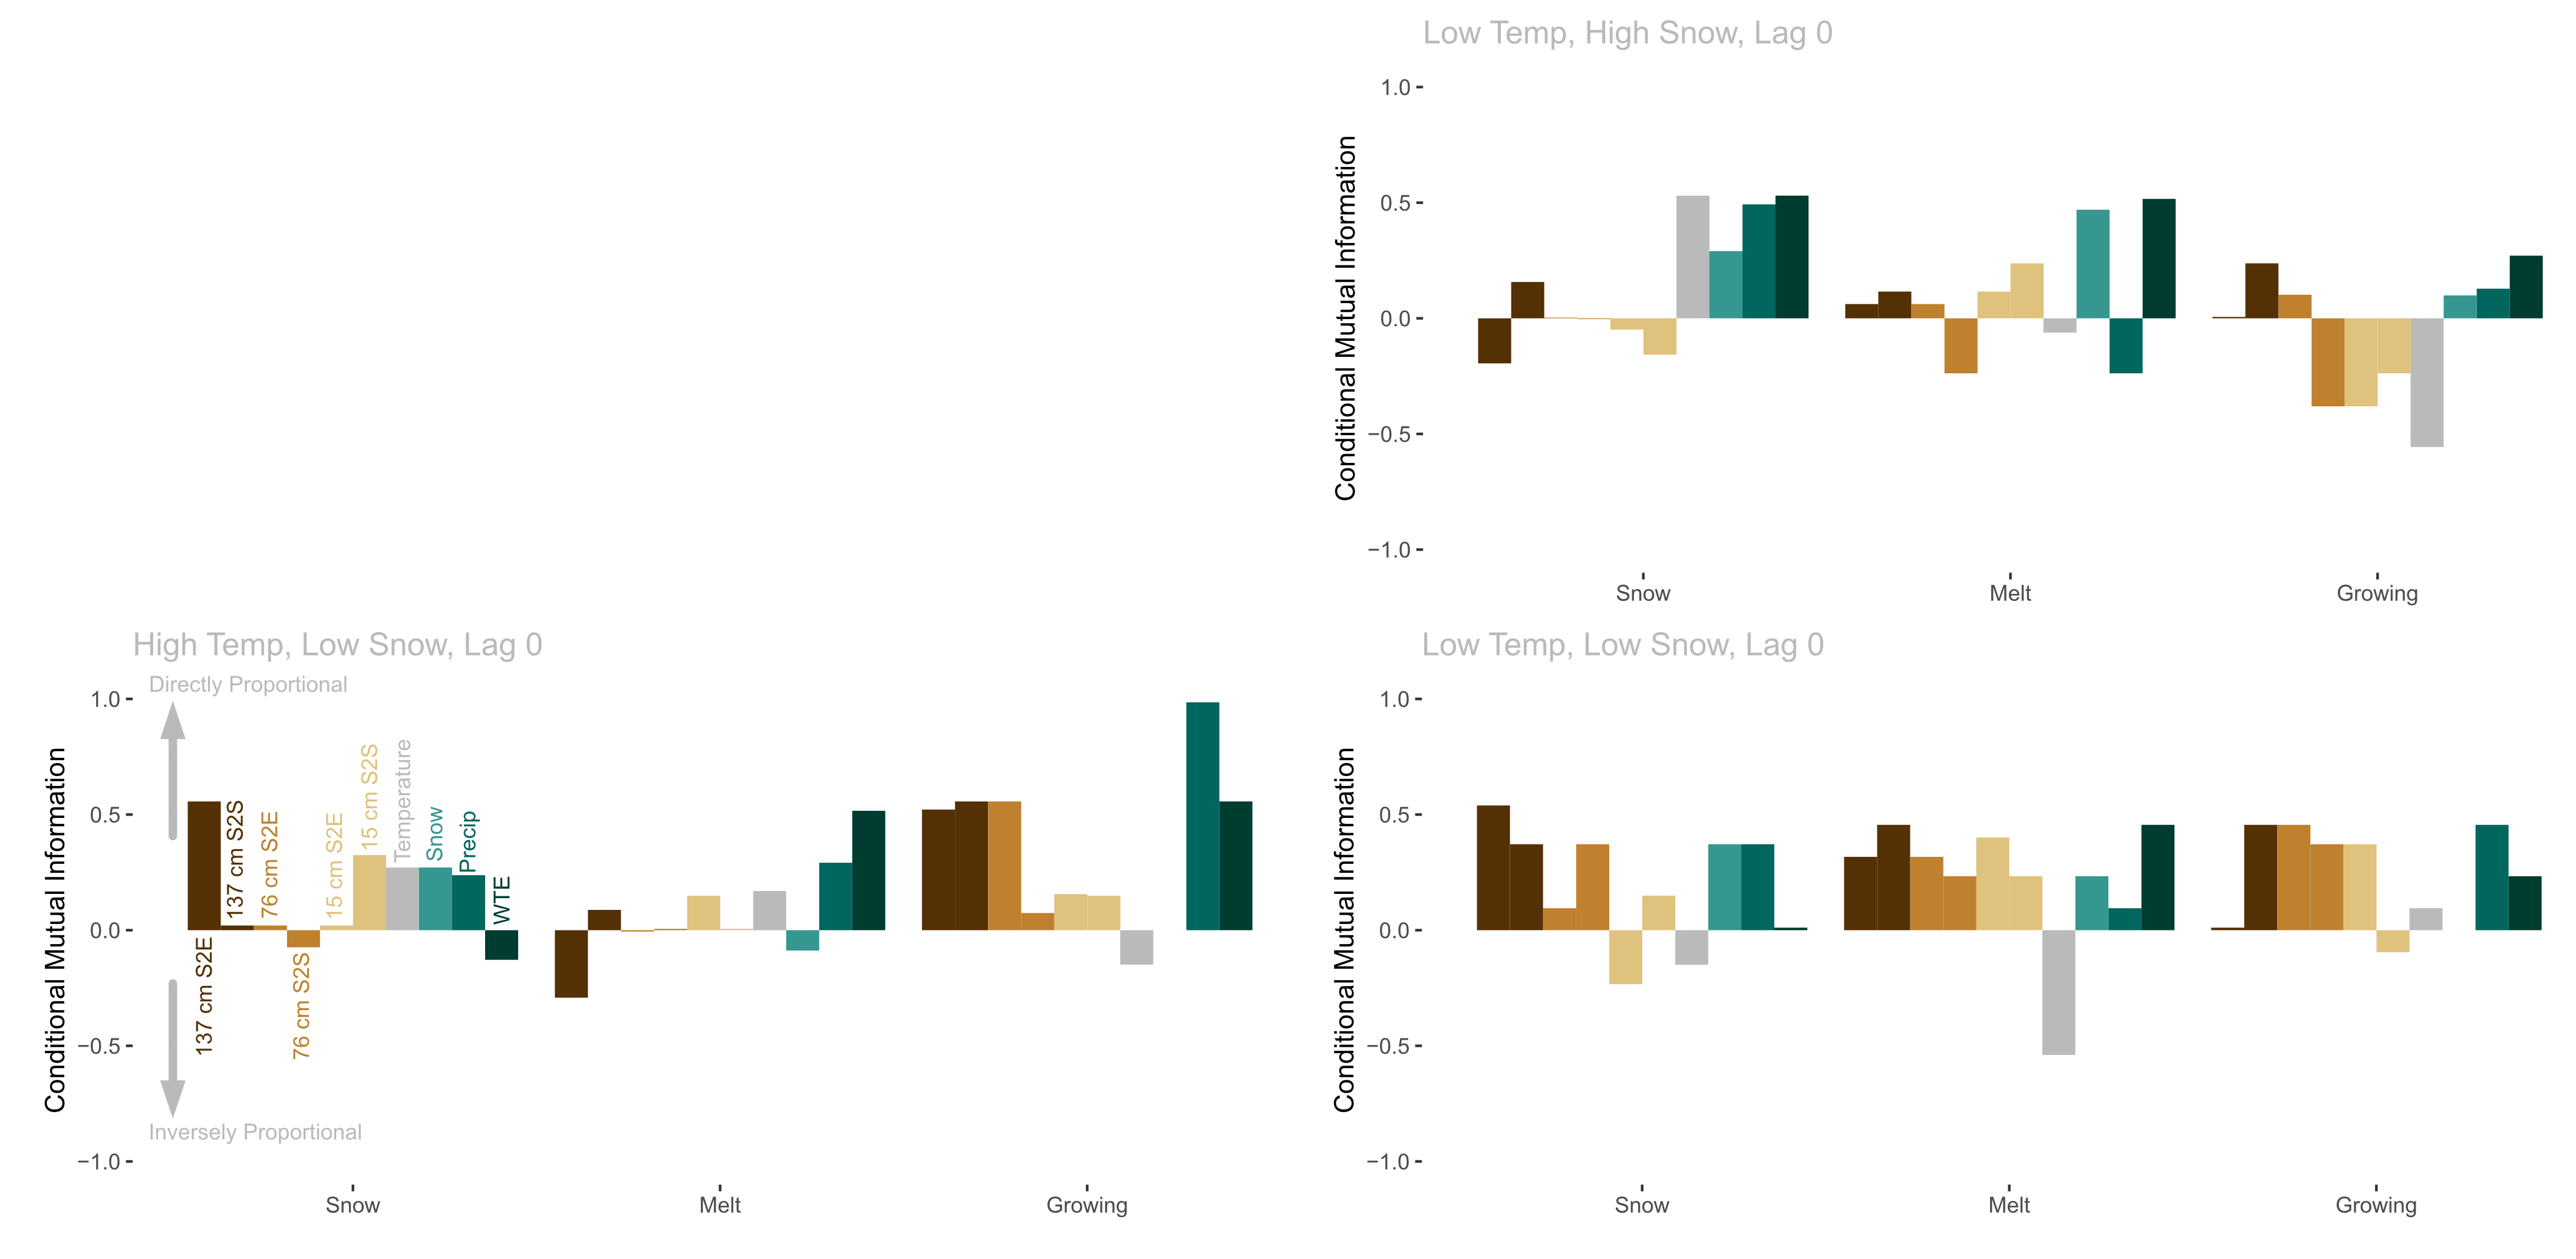 Low Temp, High Snow, Lag 0
Conditional Mutual Information
1.0
0.5
0.0
−0.5
−1.0
Snow
Melt
Growing
High Temp, Low Snow, Lag 0
Directly Proportional
Conditional Mutual Information
1.0
0.5
0.0
−0.5
−1.0
137 cm S2E
137 cm S2S
76 cm S2E
76 cm S2S
15 cm S2E
15 cm S2S
Temperature
Snow
Precip
WTE
Inversely Proportional
Snow
Melt
Growing
Low Temp, Low Snow, Lag 0
Conditional Mutual Information
1.0
0.5
0.0
−0.5
−1.0
Snow
Melt
Growing